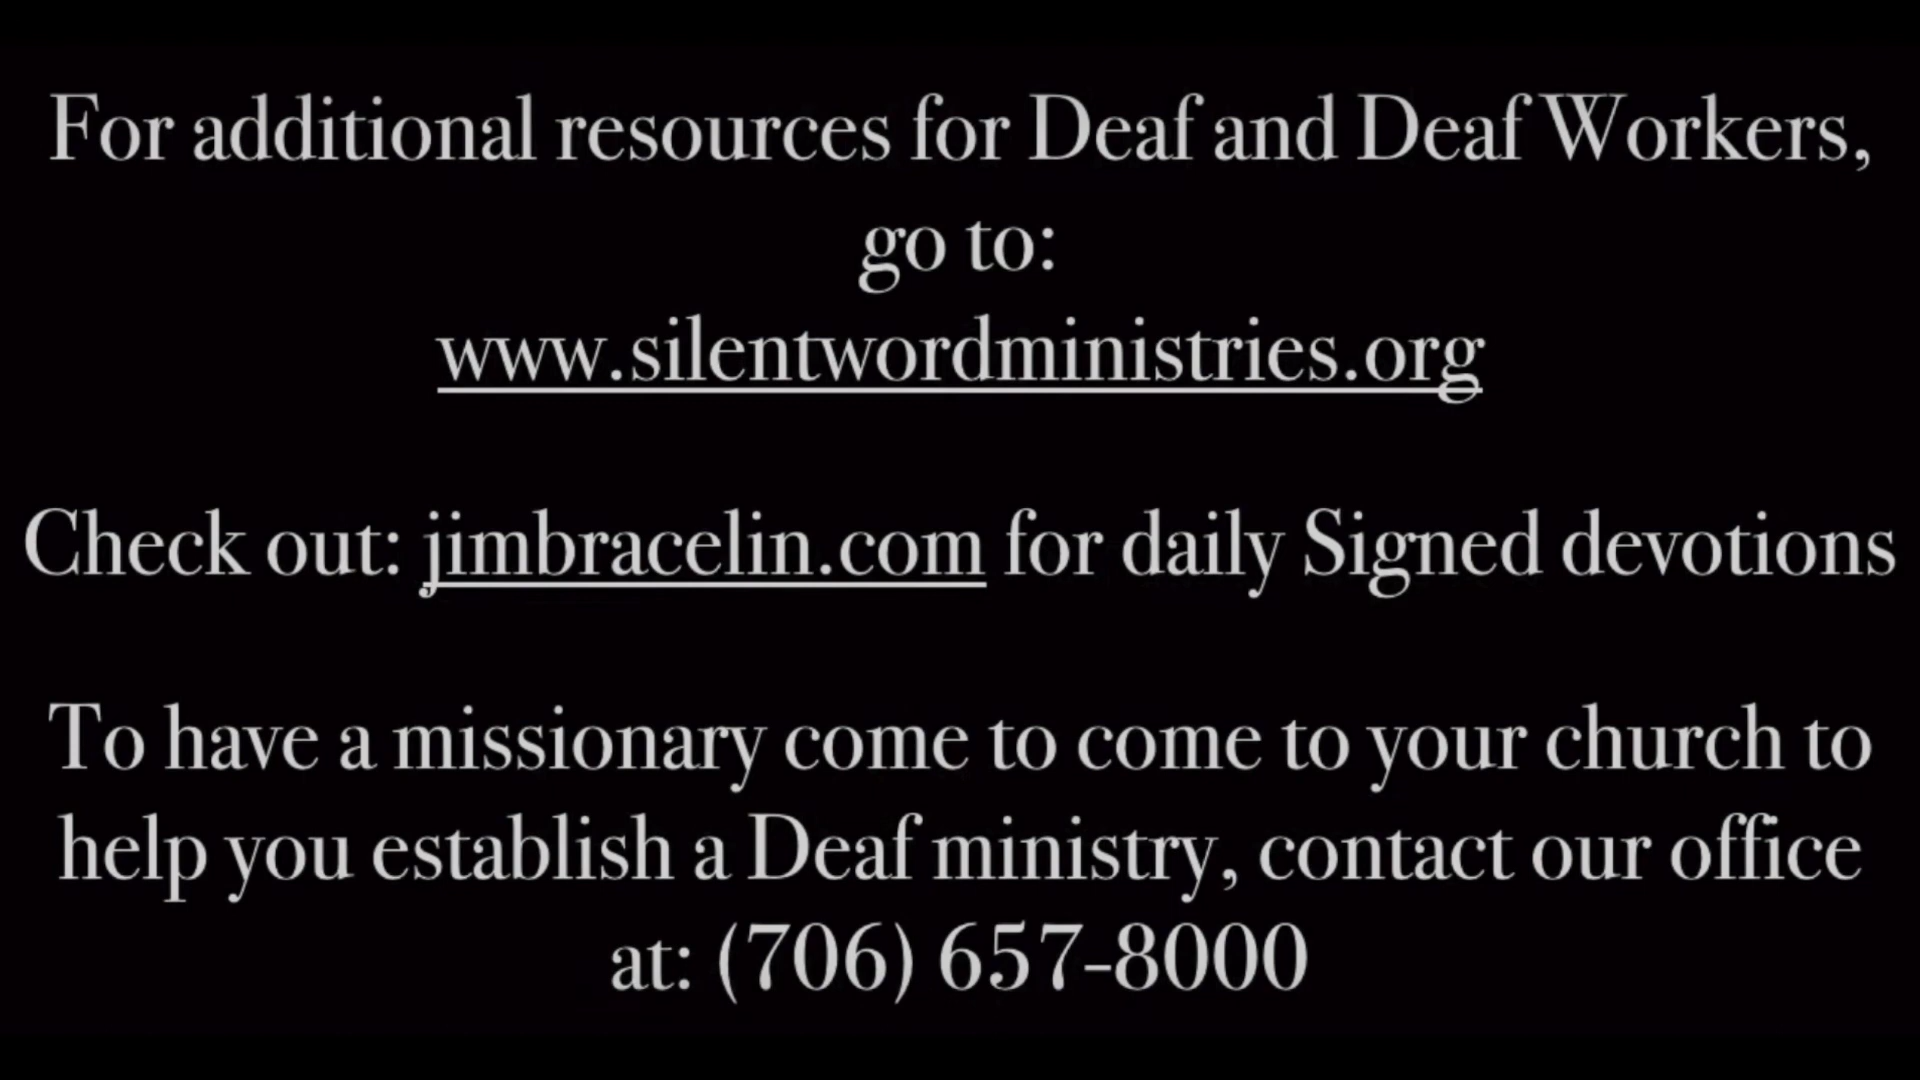 For additional resources for Deaf and Deaf Workers,
go to:
www.silentwordministries.org
Check out: jimbracelin.com for daily Signed devotions
To have a missionary come to come to your church to
help you establish a Deaf ministry, contact our office
at: (706) 657-8000